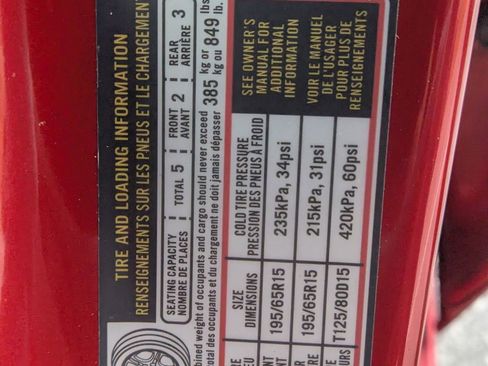 TIRE AND LOADING INFORMATION
RENSEIGNEMENTS SUR LES PNEUS ET LE CHARGEMENT
SEATING CAPACITY
NOMBRE DE PLACES
TOTAL 5
FRONT
AVANT 2
REAR
ARRIÈRE 3
of occupants and cargo should never exceed 385 kg or 849 lbs
total des occupants et du chargement ne doit jamais dépasser kg ou lb.
SIZE
DIMENSIONS
COLD TIRE PRESSURE
PRESSION DES PNEUS À FROID
195/65R15 235kPa, 34psi
195/65R15 215kPa, 31psi
T125/80D15 420kPa, 60psi
SEE OWNER'S
MANUAL FOR
ADDITIONAL
INFORMATION
VOIR LE MANUEL
DE L'USAGER
POUR PLUS DE
RENSEIGNEMENTS